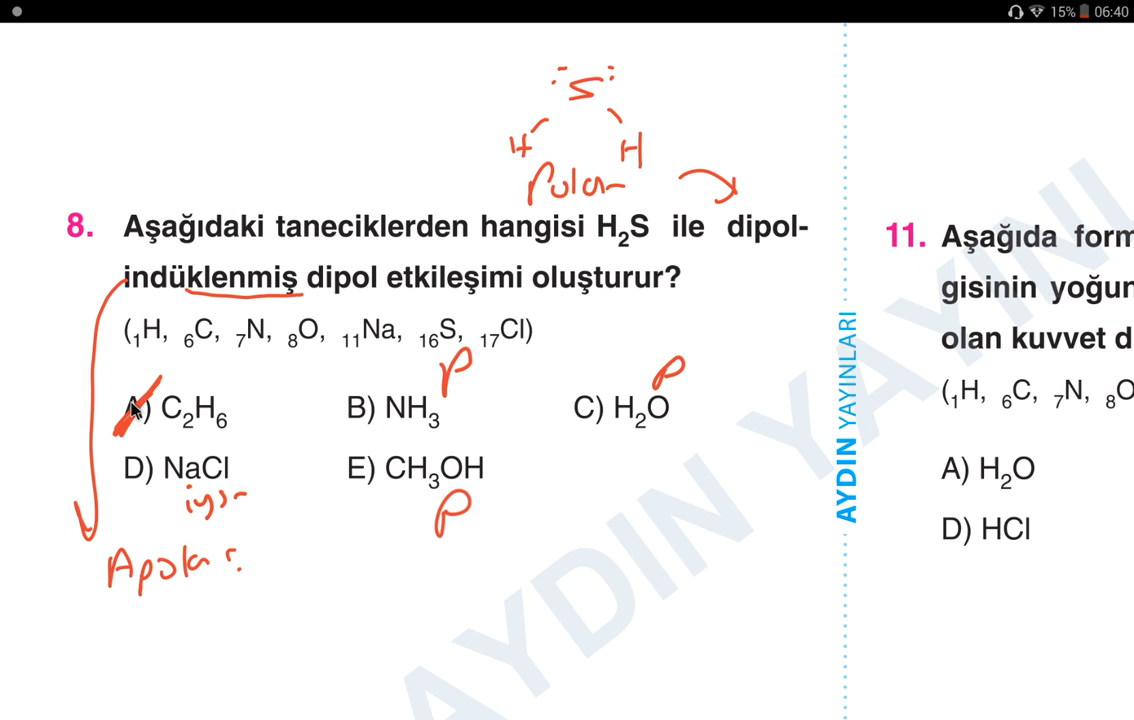 15% 06:40
S
H H
Polar
8. Aşağıdaki taneciklerden hangisi H₂S ile dipol-
indüklenmiş dipol etkileşimi oluşturur?
(₁H, ₆C, ₇N, ₈O, ₁₁Na, ₁₆S, ₁₇Cl)
P P
A) C₂H₆ B) NH₃ C) H₂O
D) NaCl E) CH₃OH
iyon P
Apolar
AYDIN YAYINLARI
11. Aşağıda form
gisinin yoğun
olan kuvvet d
(₁H, ₆C, ₇N, ₈O
A) H₂O
D) HCl
AYDIN YAYINI